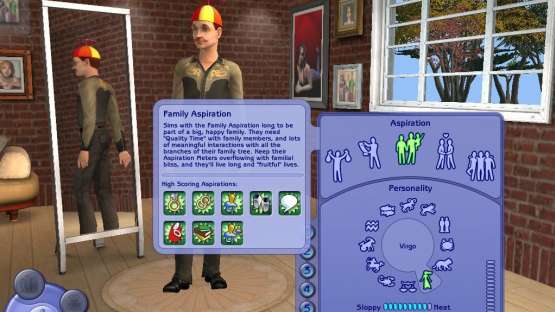 Family Aspiration
Sims with the Family Aspiration long to be
part of a big, happy family. They need
"Quality Time" with family members, and lots
of meaningful interactions with all the
branches of their family tree. Keep their
Aspiration Meters overflowing with familial
bliss, and they'll live long and "fruitful" lives.
High Scoring Aspirations:
Aspiration
Personality
Virgo
3
4
5
Sloppy
Neat